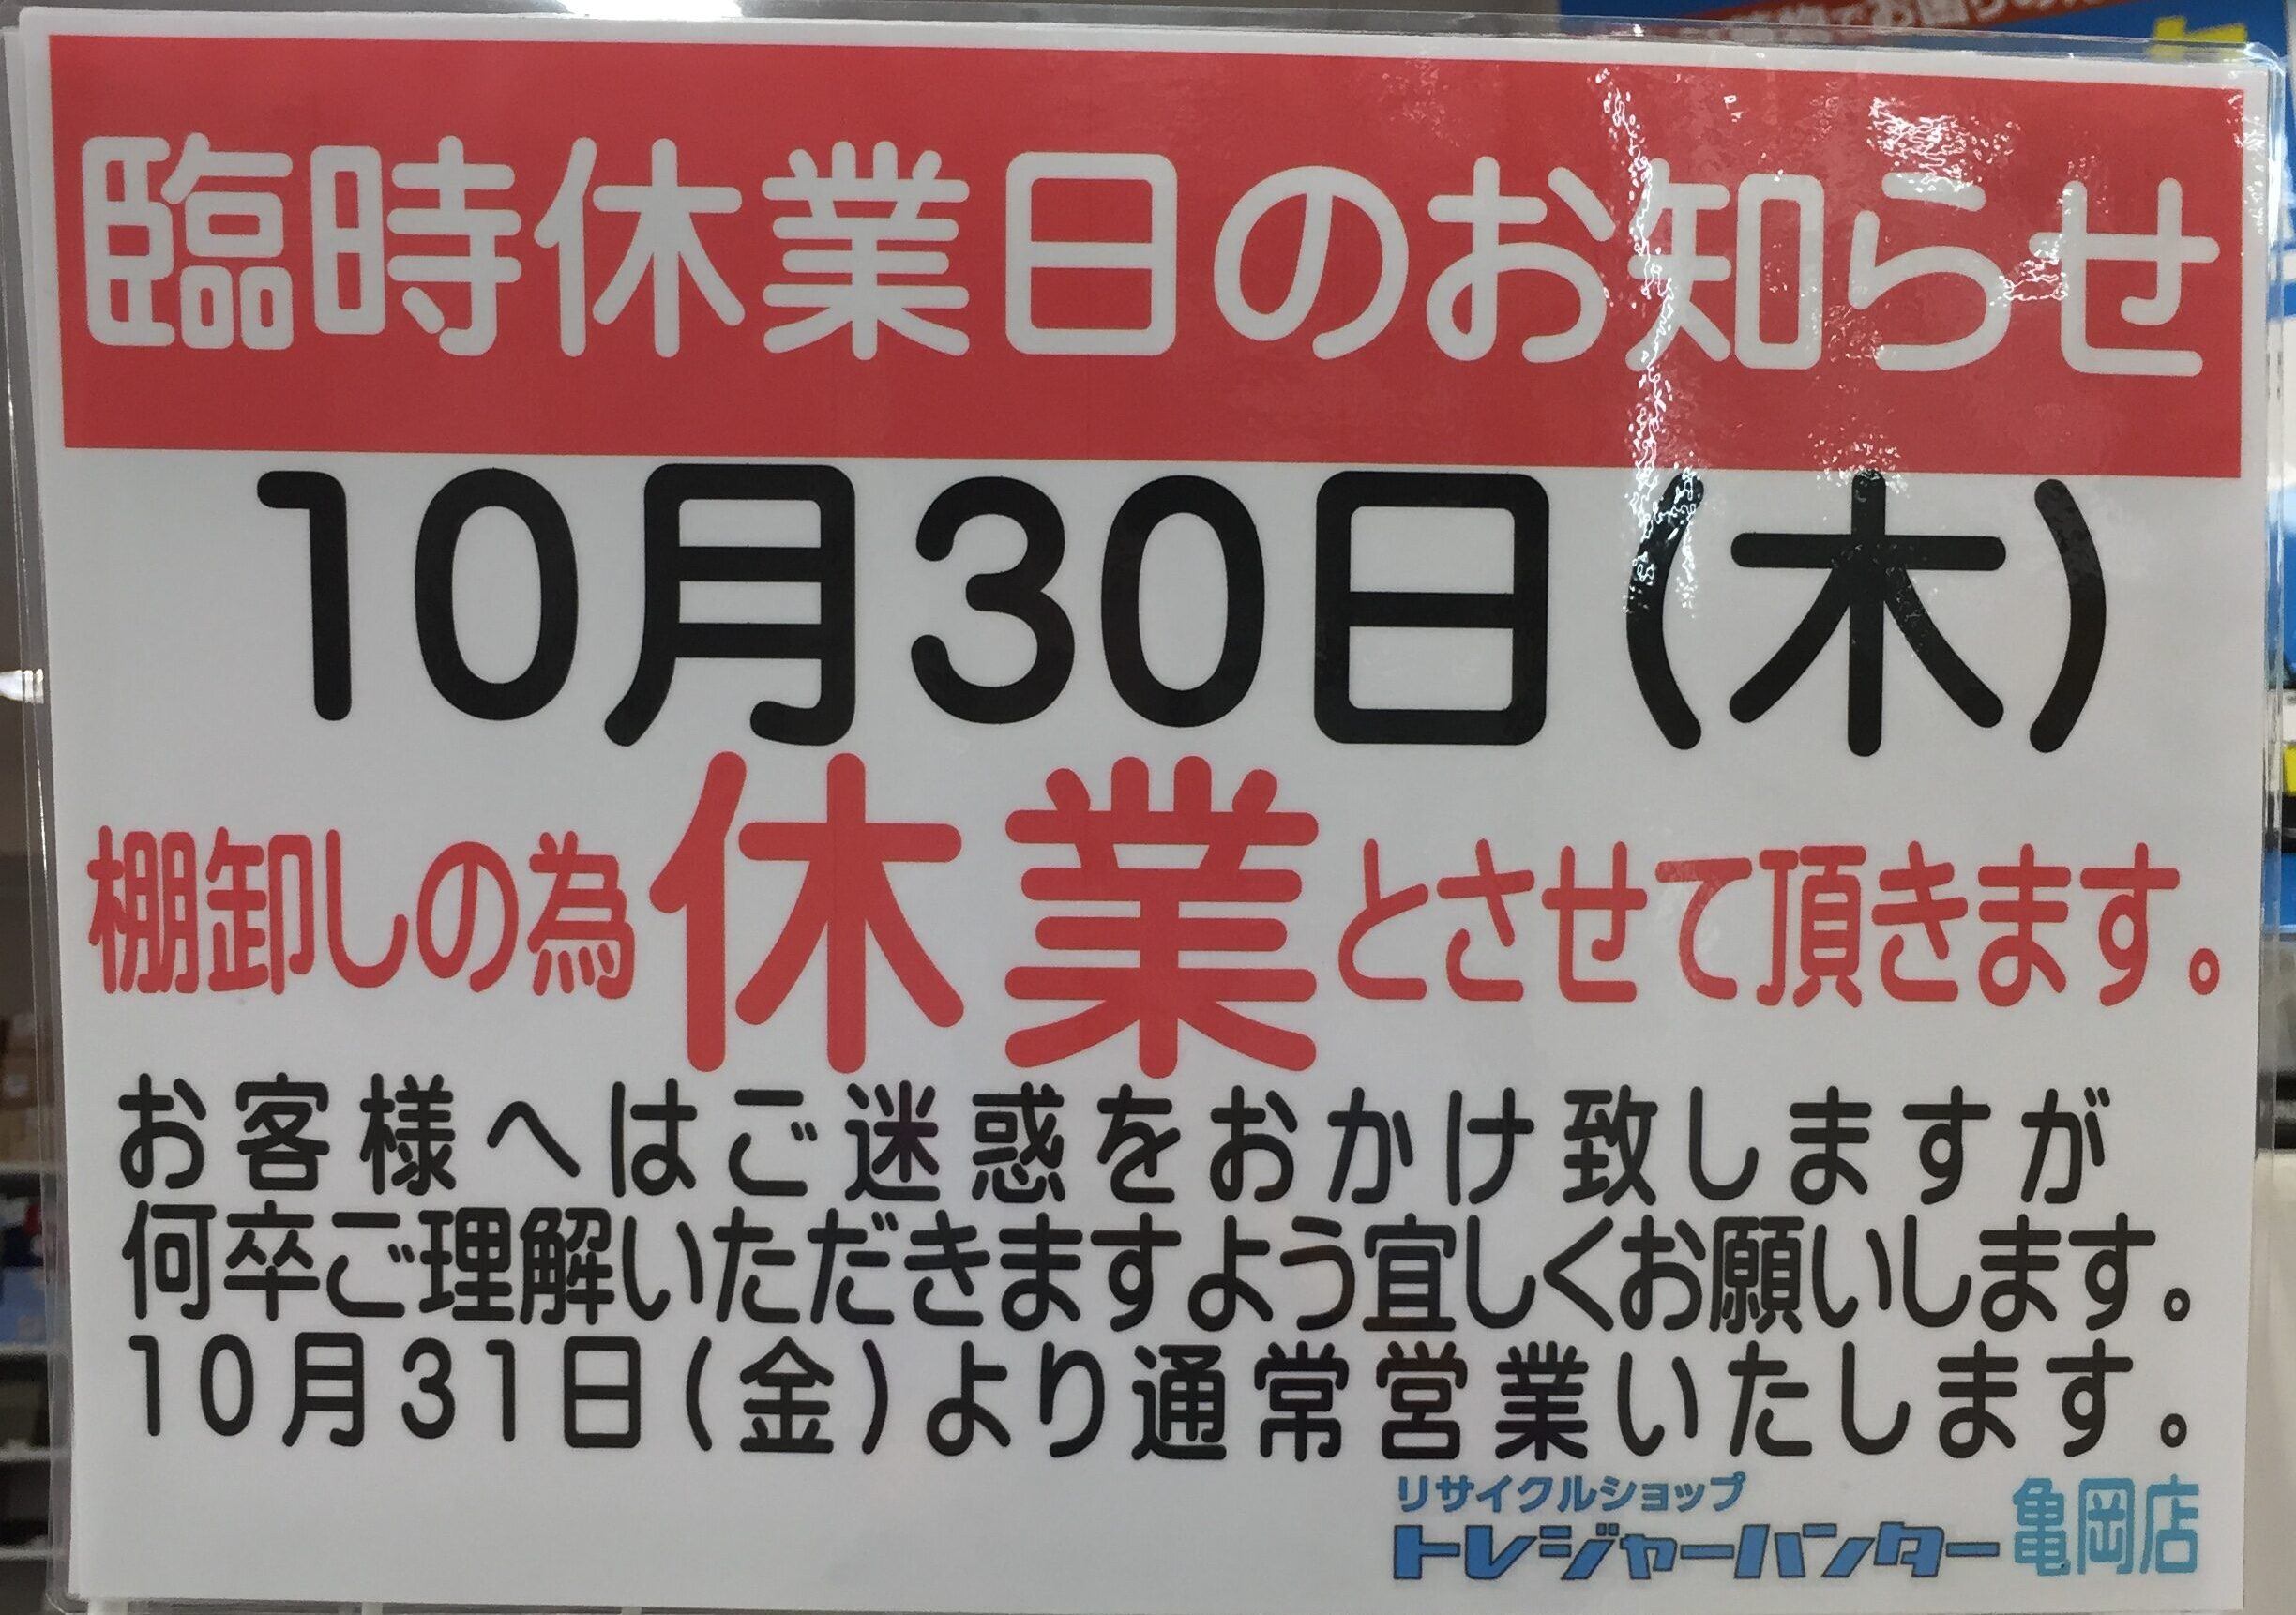 臨時休業日のお知らせ
10月30日(木)
棚卸しの為休業とさせて頂きます。
お客様へはご迷惑をおかけ致しますが
何卒ご理解いただきますよう宜しくお願いします。
10月31日(金)より通常営業いたします。
リサイクルショップ
トレジャーハンター亀岡店